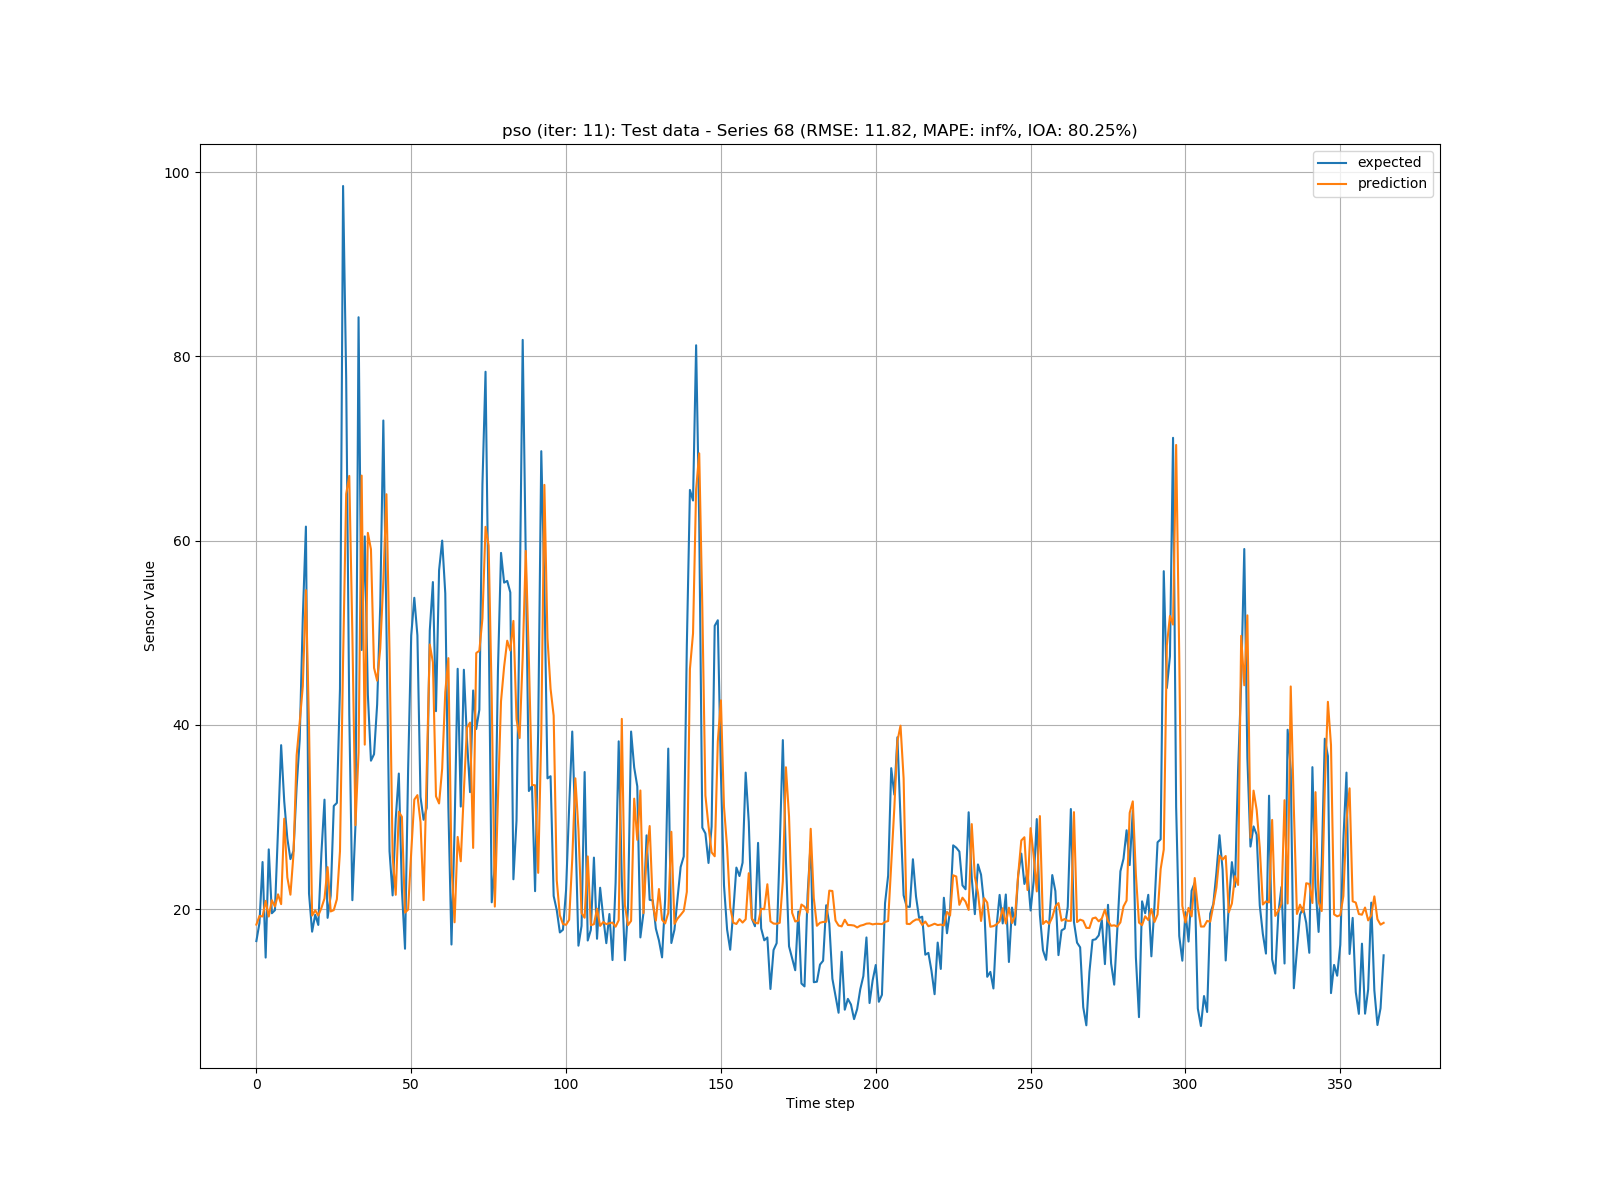 pso (iter: 11): Test data - Series 68 (RMSE: 11.82, MAPE: inf%, IOA: 80.25%)
expected
prediction
100
80
60
40
20
Sensor Value
0 50 100 150 200 250 300 350
Time step